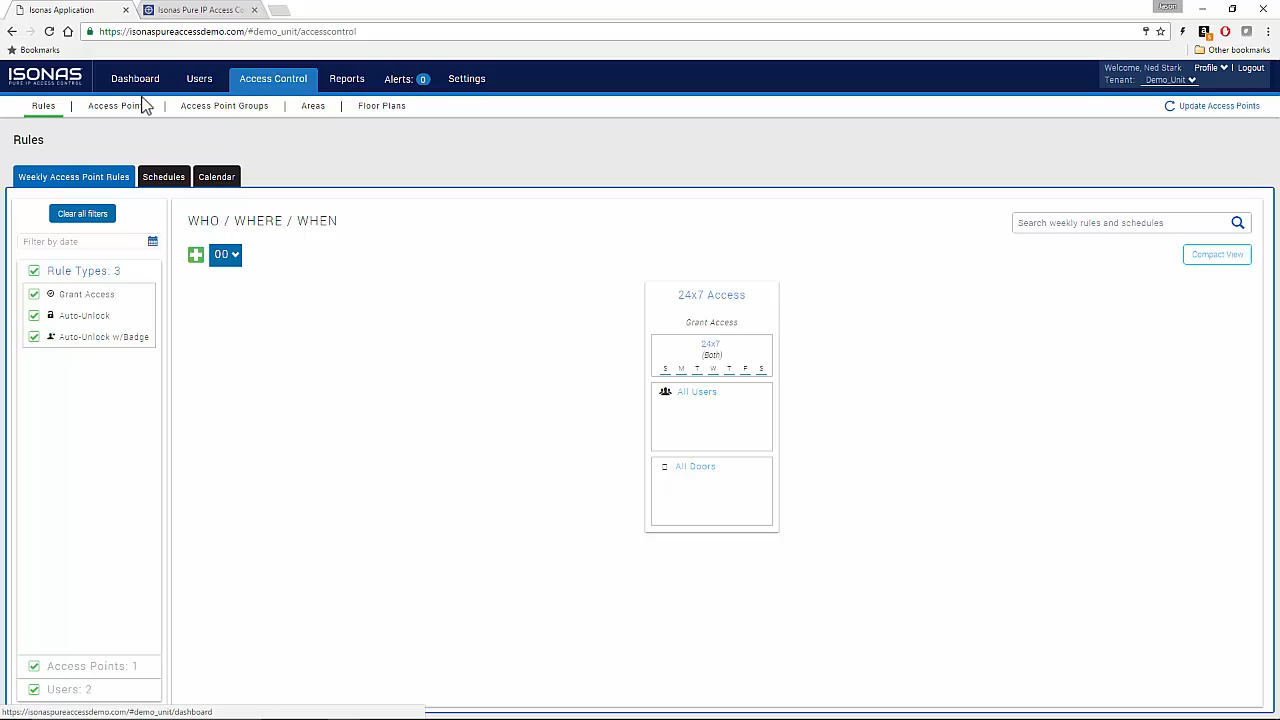 Isonas Application
Isonas Pure IP Access Co
Jason
https://isonaspureaccessdemo.com/#demo_unit/accesscontrol
Bookmarks
Other bookmarks
ISONAS
PURE IP ACCESS CONTROL
Dashboard
Users
Access Control
Reports
Alerts: 0
Settings
Welcome, Ned Stark
Profile
Logout
Tenant: Demo_Unit
Rules | Access Poin | Access Point Groups | Areas | Floor Plans
Update Access Points
Rules
Weekly Access Point Rules
Schedules
Calendar
Clear all filters
Filter by date
Rule Types: 3
Grant Access
Auto-Unlock
Auto-Unlock w/Badge
Access Points: 1
Users: 2
WHO / WHERE / WHEN
Search weekly rules and schedules
00
Compact View
24x7 Access
Grant Access
24x7
(Both)
S M T W T F S
All Users
All Doors
https://isonaspureaccessdemo.com/#demo_unit/dashboard